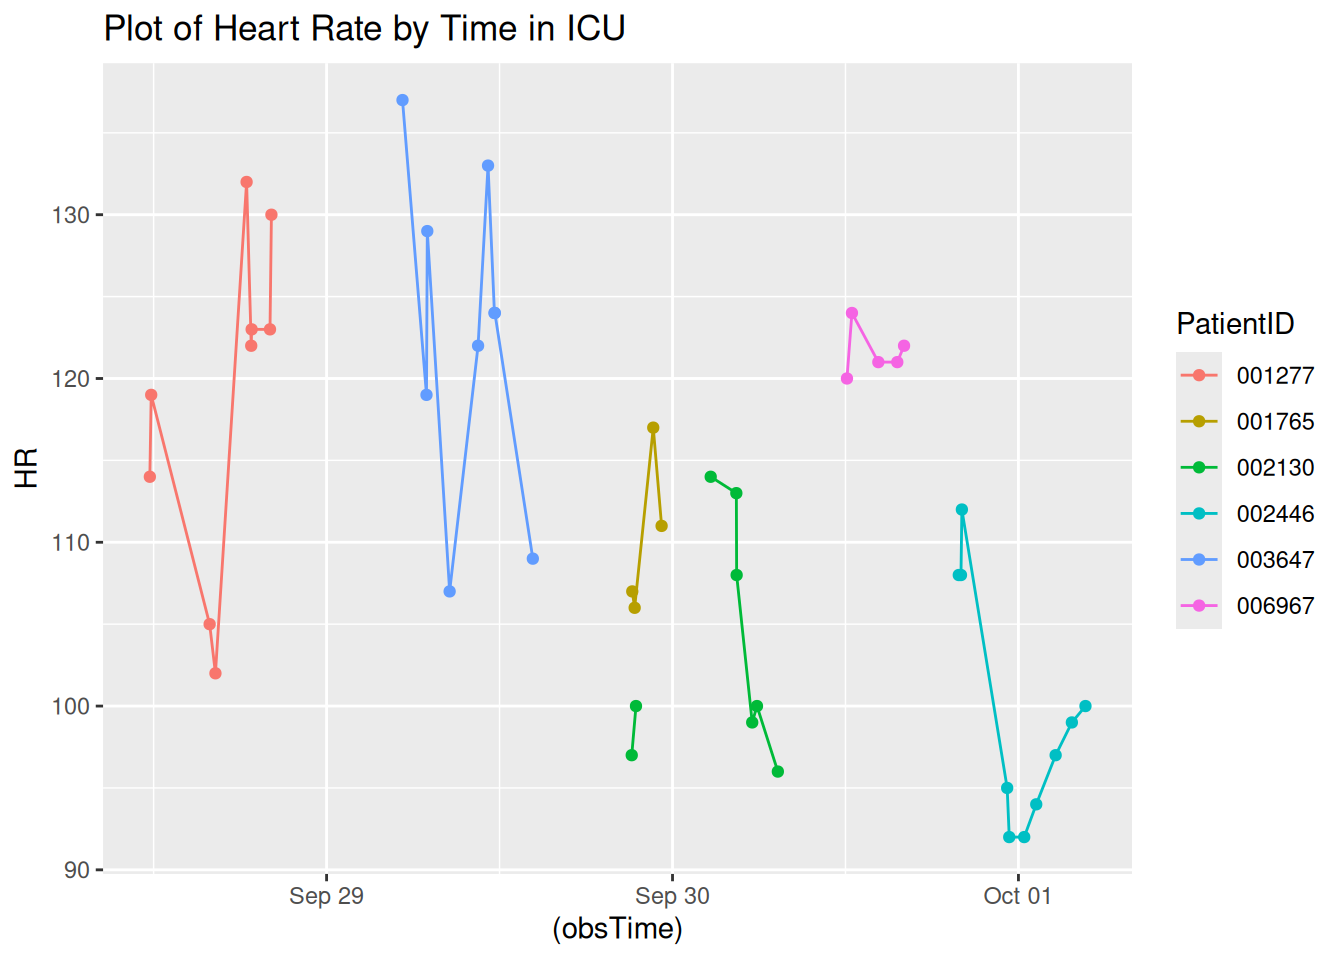 Plot of Heart Rate by Time in ICU
130
120
110
100
90
HR
Sep 29
Sep 30
Oct 01
(obsTime)
PatientID
001277
001765
002130
002446
003647
006967